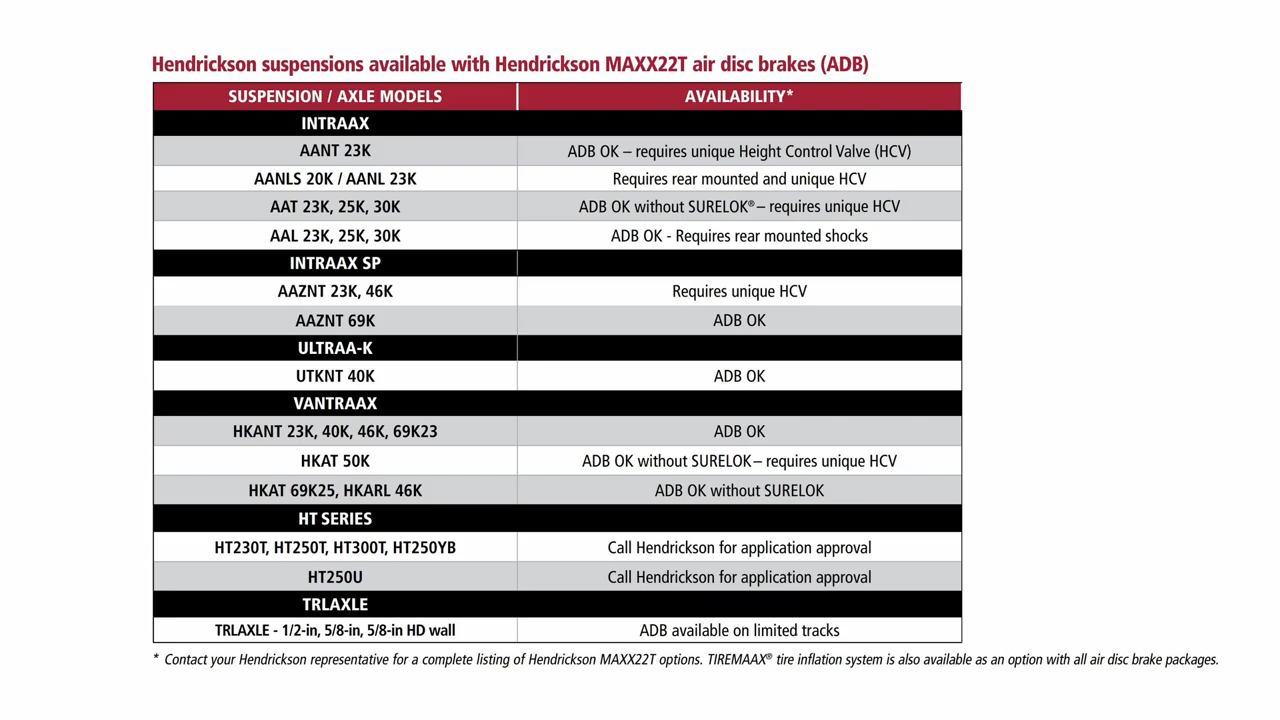 Hendrickson suspensions available with Hendrickson MAXX22T air disc brakes (ADB)
SUSPENSION / AXLE MODELS AVAILABILITY*
INTRAAX
AANT 23K ADB OK – requires unique Height Control Valve (HCV)
AANLS 20K / AANL 23K Requires rear mounted and unique HCV
AAT 23K, 25K, 30K ADB OK without SURELOK® – requires unique HCV
AAL 23K, 25K, 30K ADB OK - Requires rear mounted shocks
INTRAAX SP
AAZNT 23K, 46K Requires unique HCV
AAZNT 69K ADB OK
ULTRAA-K
UTKNT 40K ADB OK
VANTRAAX
HKANT 23K, 40K, 46K, 69K23 ADB OK
HKAT 50K ADB OK without SURELOK – requires unique HCV
HKAT 69K25, HKARL 46K ADB OK without SURELOK
HT SERIES
HT230T, HT250T, HT300T, HT250YB Call Hendrickson for application approval
HT250U Call Hendrickson for application approval
TRLAXLE
TRLAXLE - 1/2-in, 5/8-in, 5/8-in HD wall ADB available on limited tracks
* Contact your Hendrickson representative for a complete listing of Hendrickson MAXX22T options. TIREMAAX® tire inflation system is also available as an option with all air disc brake packages.